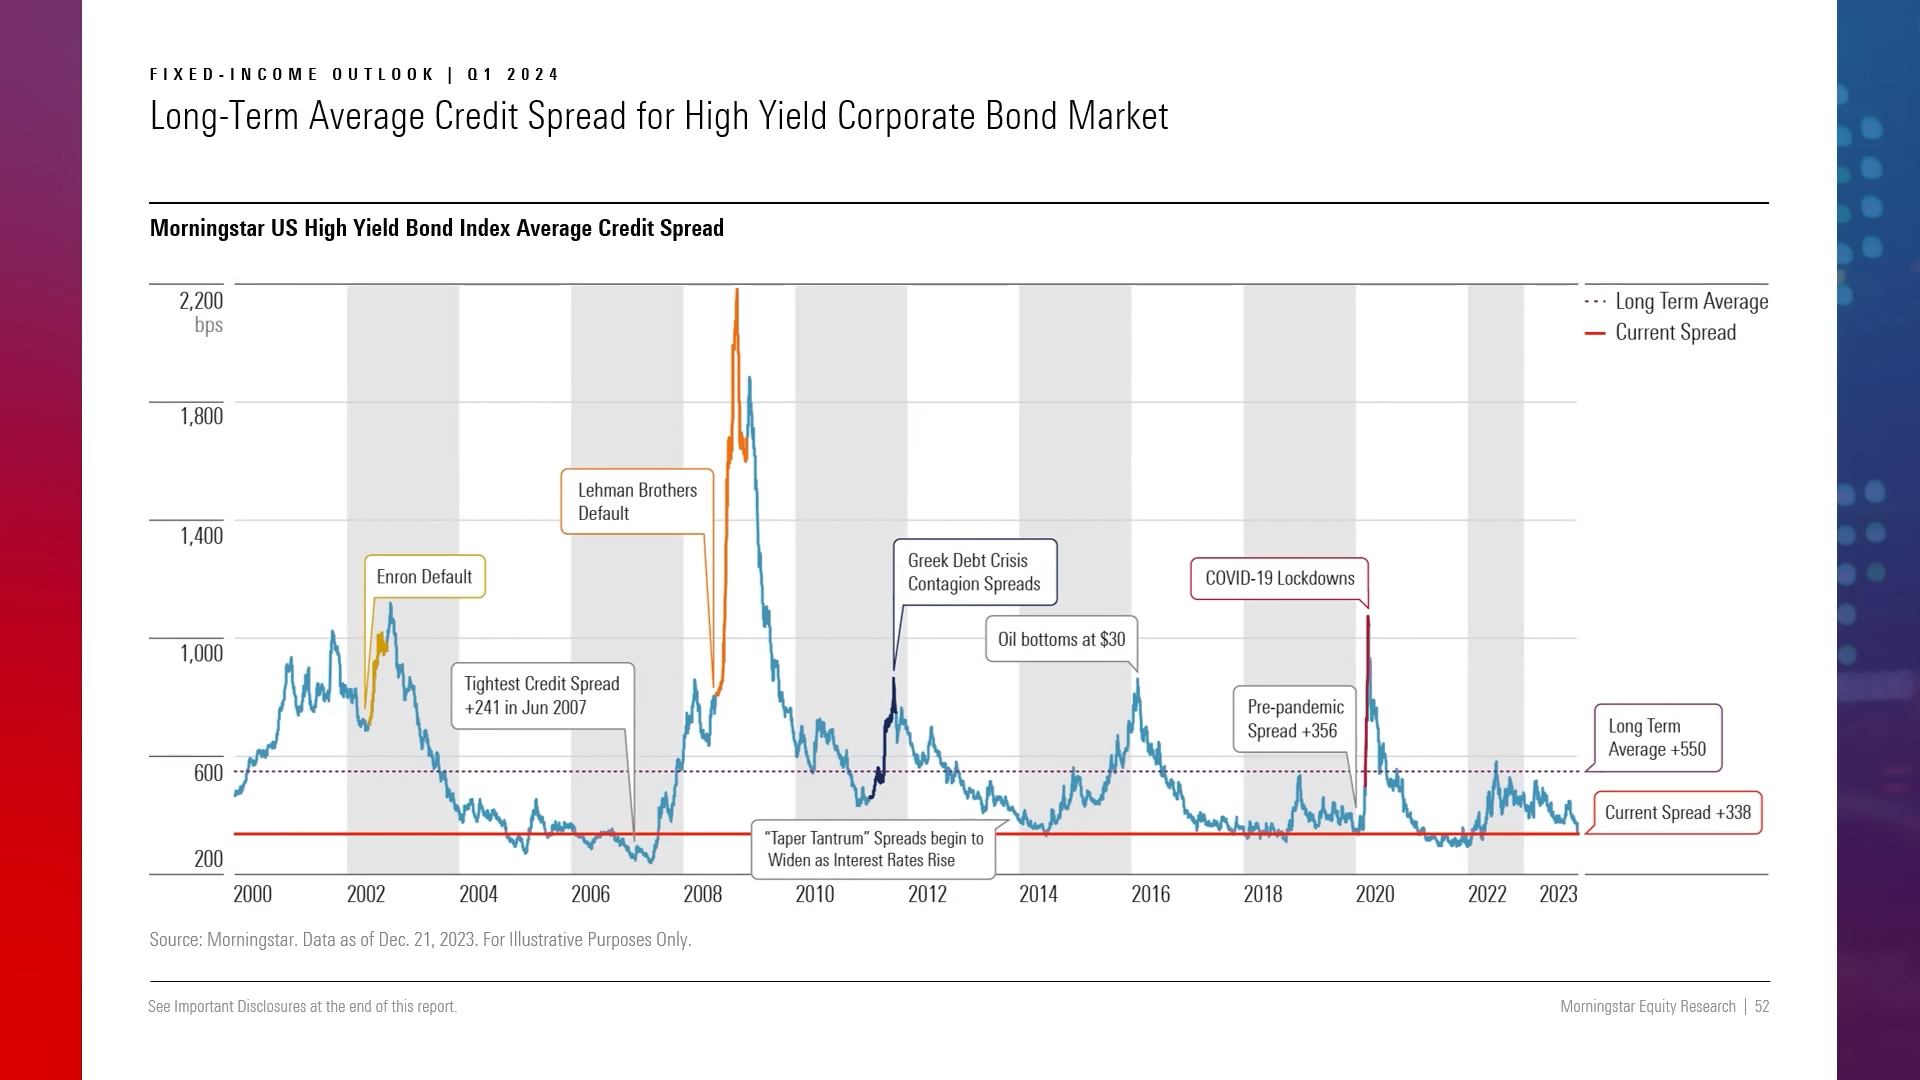 FIXED-INCOME OUTLOOK | Q1 2024
Long-Term Average Credit Spread for High Yield Corporate Bond Market
Morningstar US High Yield Bond Index Average Credit Spread
2,200
bps
1,800
1,400
1,000
600
200
Long Term Average
Current Spread
Lehman Brothers
Default
Enron Default
Greek Debt Crisis
Contagion Spreads
COVID-19 Lockdowns
Oil bottoms at $30
Tightest Credit Spread
+241 in Jun 2007
Pre-pandemic
Spread +356
Long Term
Average +550
Current Spread +338
“Taper Tantrum” Spreads begin to
Widen as Interest Rates Rise
2000 2002 2004 2006 2008 2010 2012 2014 2016 2018 2020 2022 2023
Source: Morningstar. Data as of Dec. 21, 2023. For Illustrative Purposes Only.
See Important Disclosures at the end of this report.
Morningstar Equity Research | 52